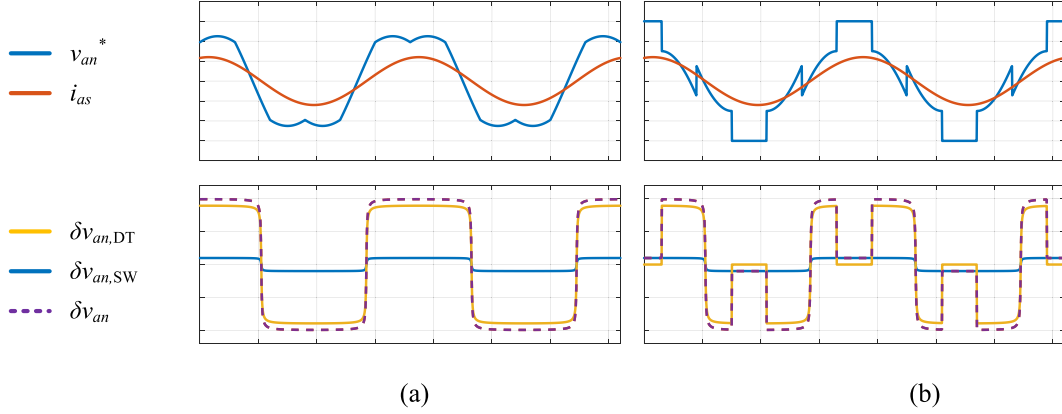 v_an*
i_as
δv_an,DT
δv_an,SW
δv_an
(a) (b)